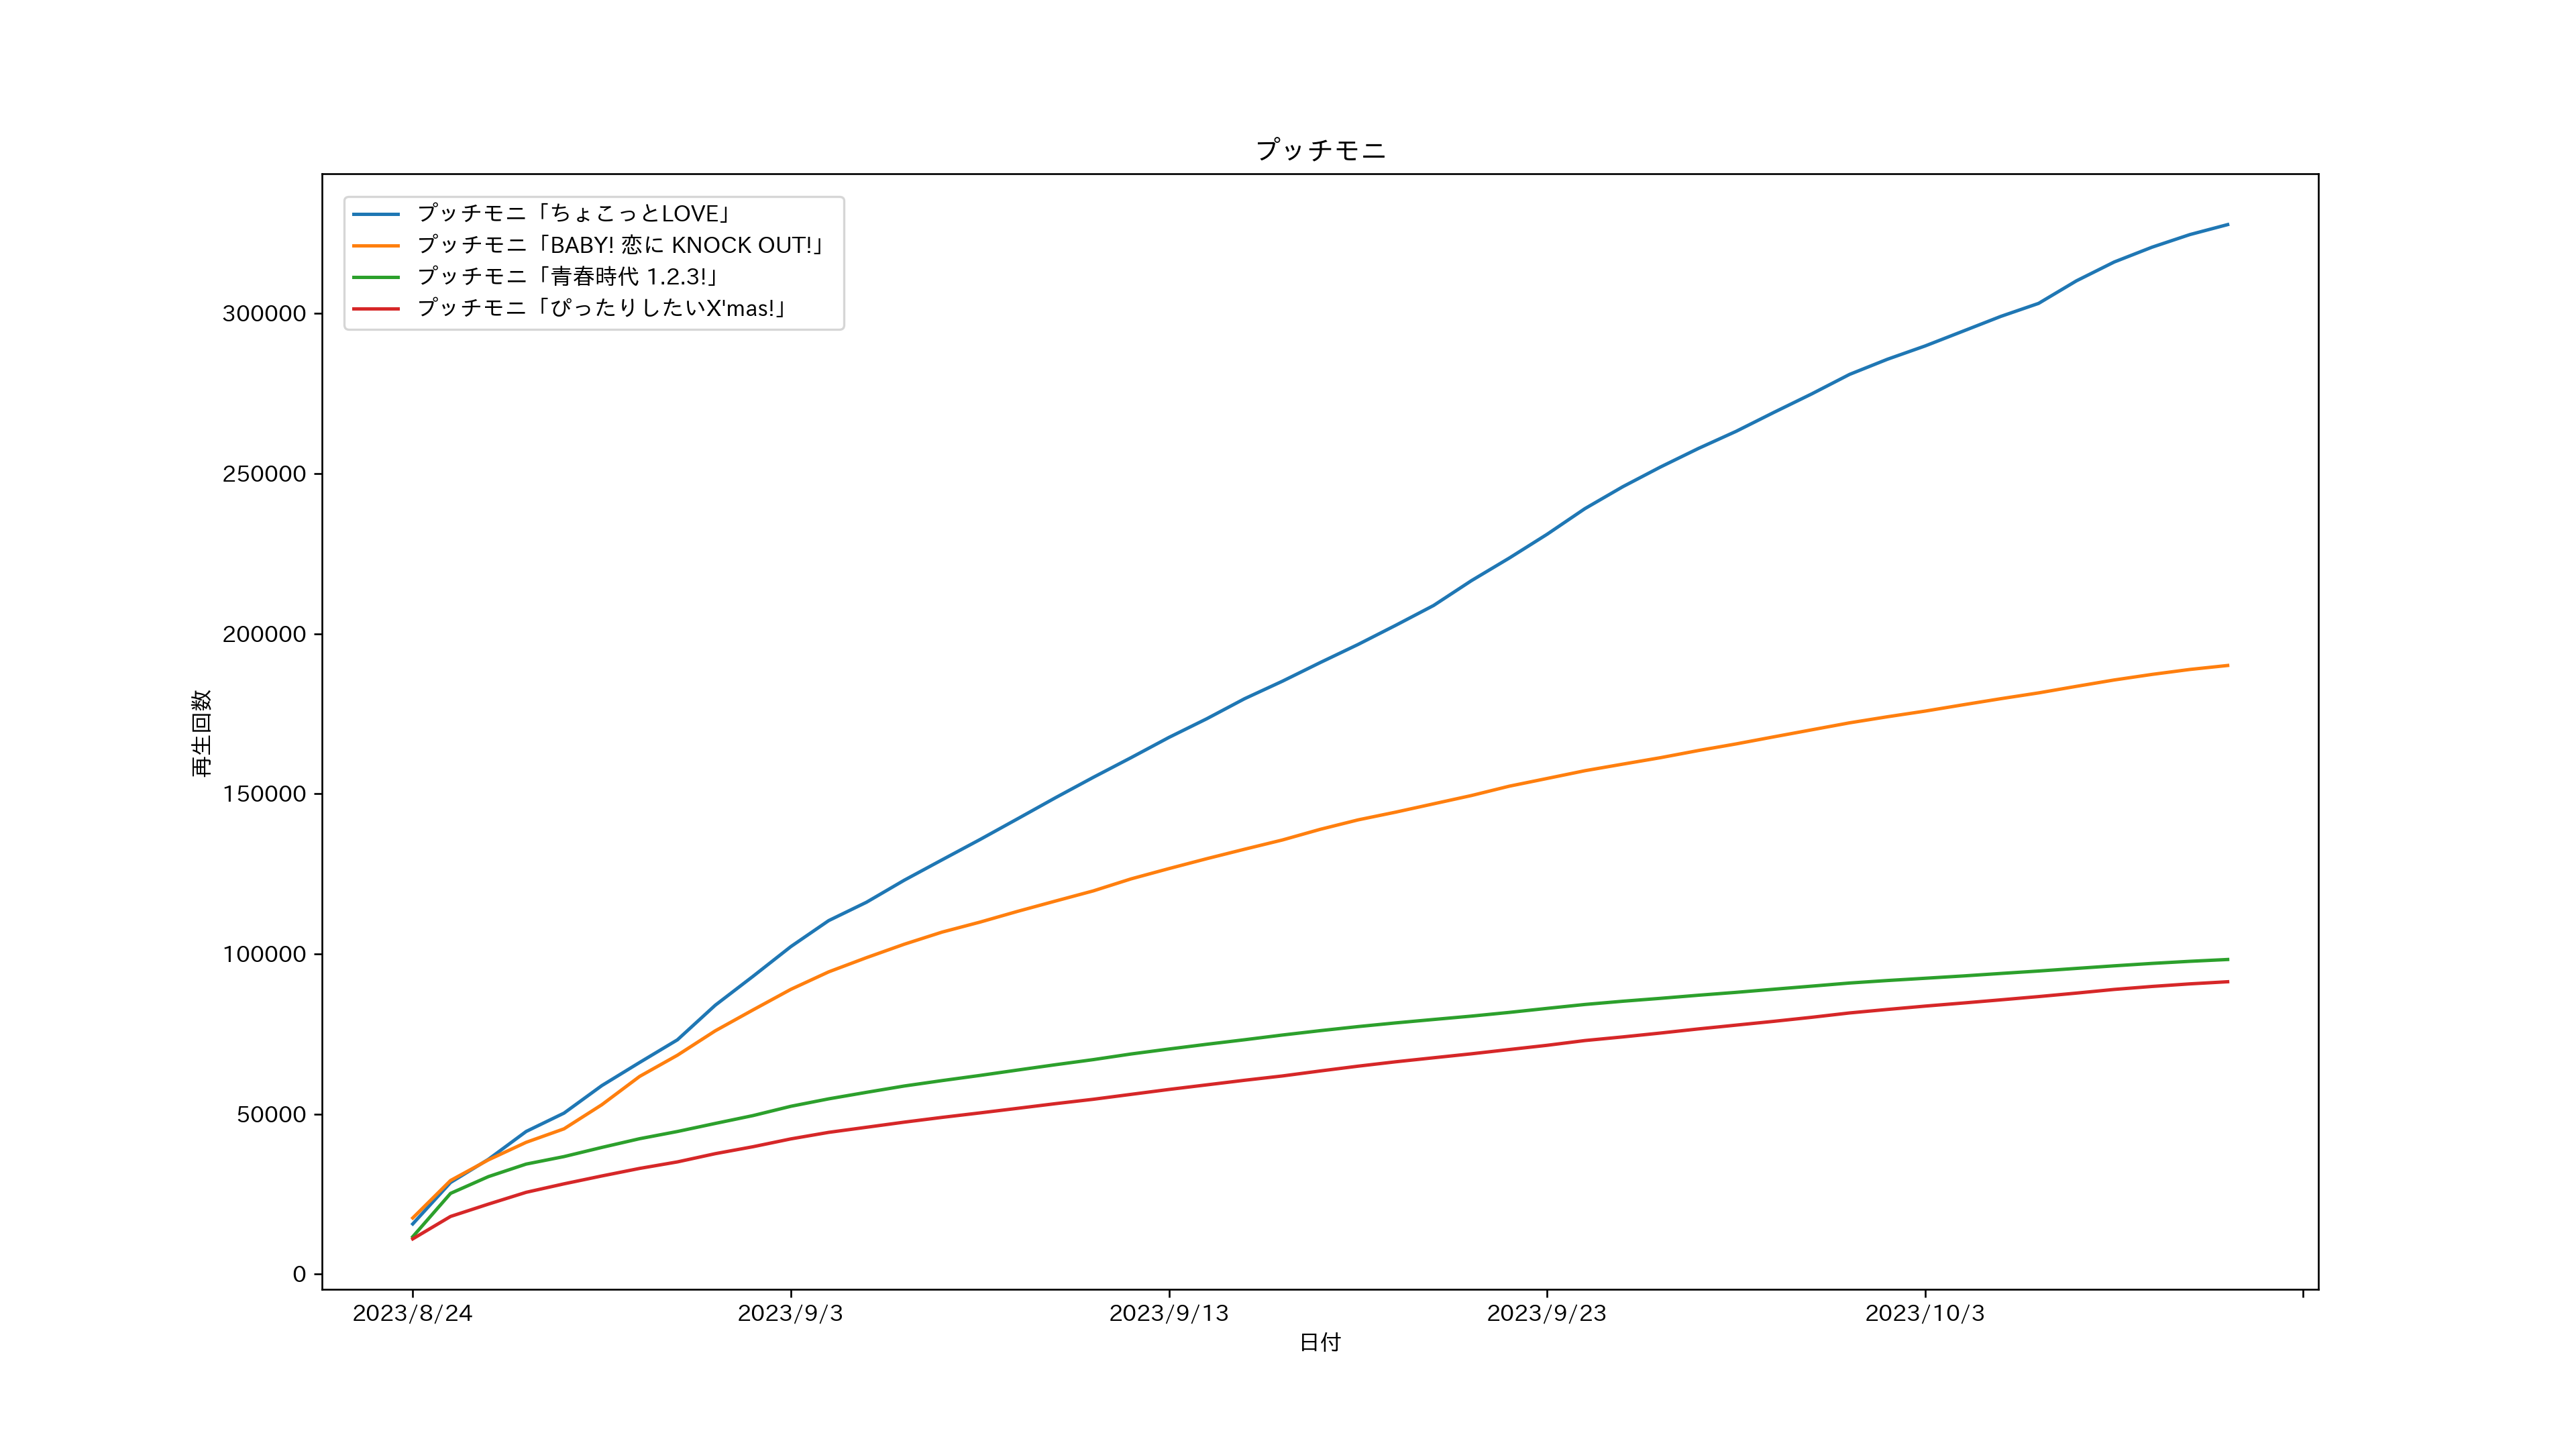 プッチモニ
プッチモニ「ちょこっとLOVE」
プッチモニ「BABY! 恋に KNOCK OUT!」
プッチモニ「青春時代 1.2.3!」
プッチモニ「ぴったりしたいX'mas!」
300000
250000
200000
150000
100000
50000
0
再生回数
2023/8/24
2023/9/3
2023/9/13
2023/9/23
2023/10/3
日付